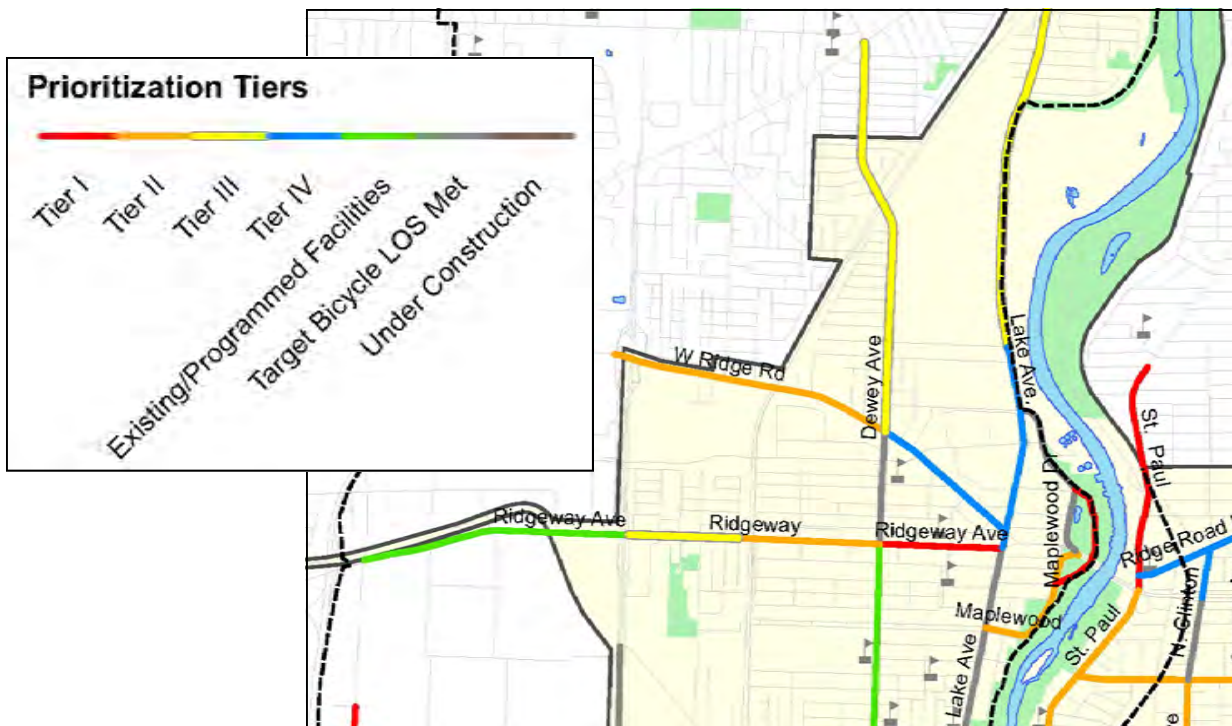 Prioritization Tiers
Tier I
Tier II
Tier III
Tier IV
Existing/Programmed Facilities
Target Bicycle LOS Met
Under Construction
W Ridge Rd
Dewey Ave
Lake Ave.
St. Paul
Ridgeway Ave
Ridgeway
Ridgeway Ave
Maplewood Dr
Ridge Road
Maplewood
St. Paul
N. Clinton
Lake Ave